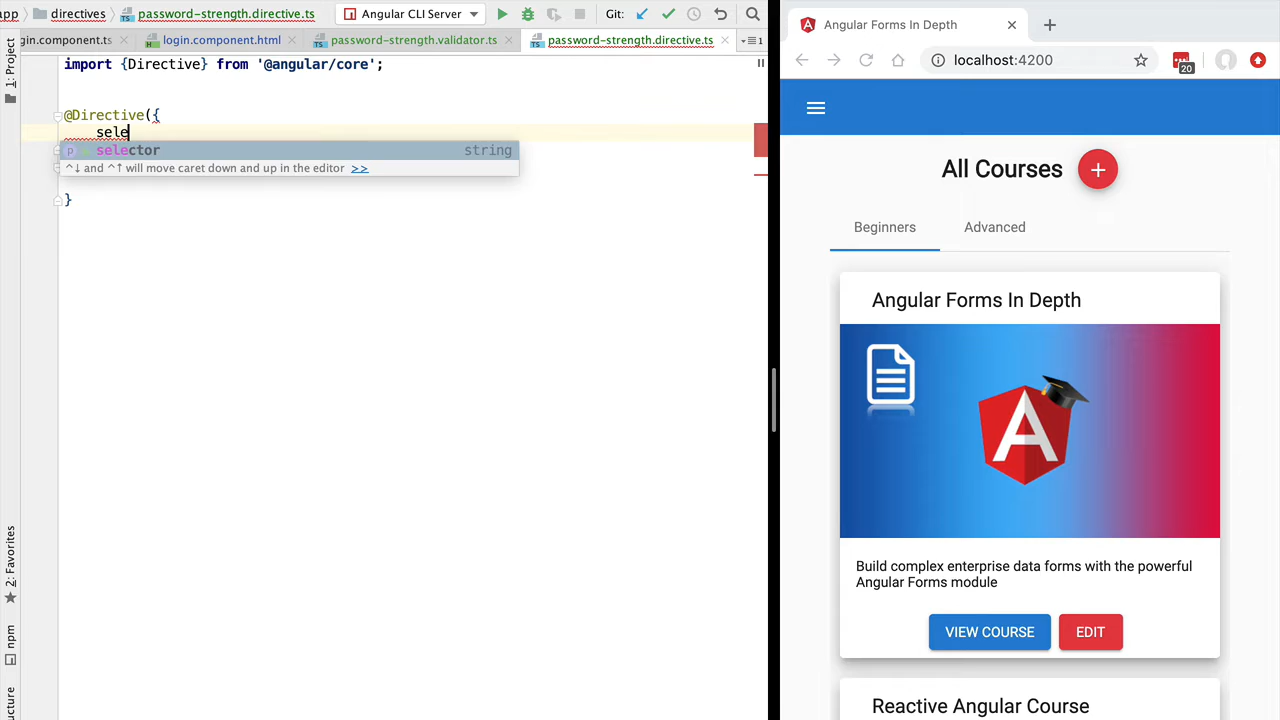 app
directives
password-strength.directive.ts
Angular CLI Server
Git:
gin.component.ts
login.component.html
password-strength.validator.ts
password-strength.directive.ts
1
1: Project
import {Directive} from '@angular/core';
@Directive({
sele
p selector string
^↓ and ^↑ will move caret down and up in the editor >>
}
2: Favorites
npm
ucture
Angular Forms In Depth
localhost:4200
20
All Courses
+
Beginners
Advanced
Angular Forms In Depth
A
Build complex enterprise data forms with the powerful
Angular Forms module
VIEW COURSE
EDIT
Reactive Angular Course